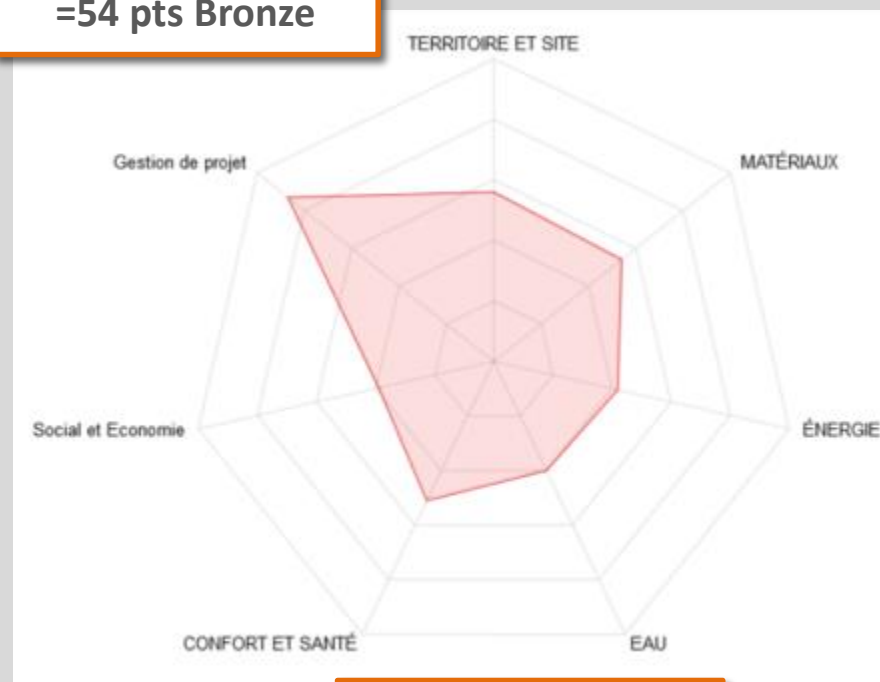 =54 pts Bronze
TERRITOIRE ET SITE
Gestion de projet
MATÉRIAUX
Social et Economie
ÉNERGIE
CONFORT ET SANTÉ
EAU